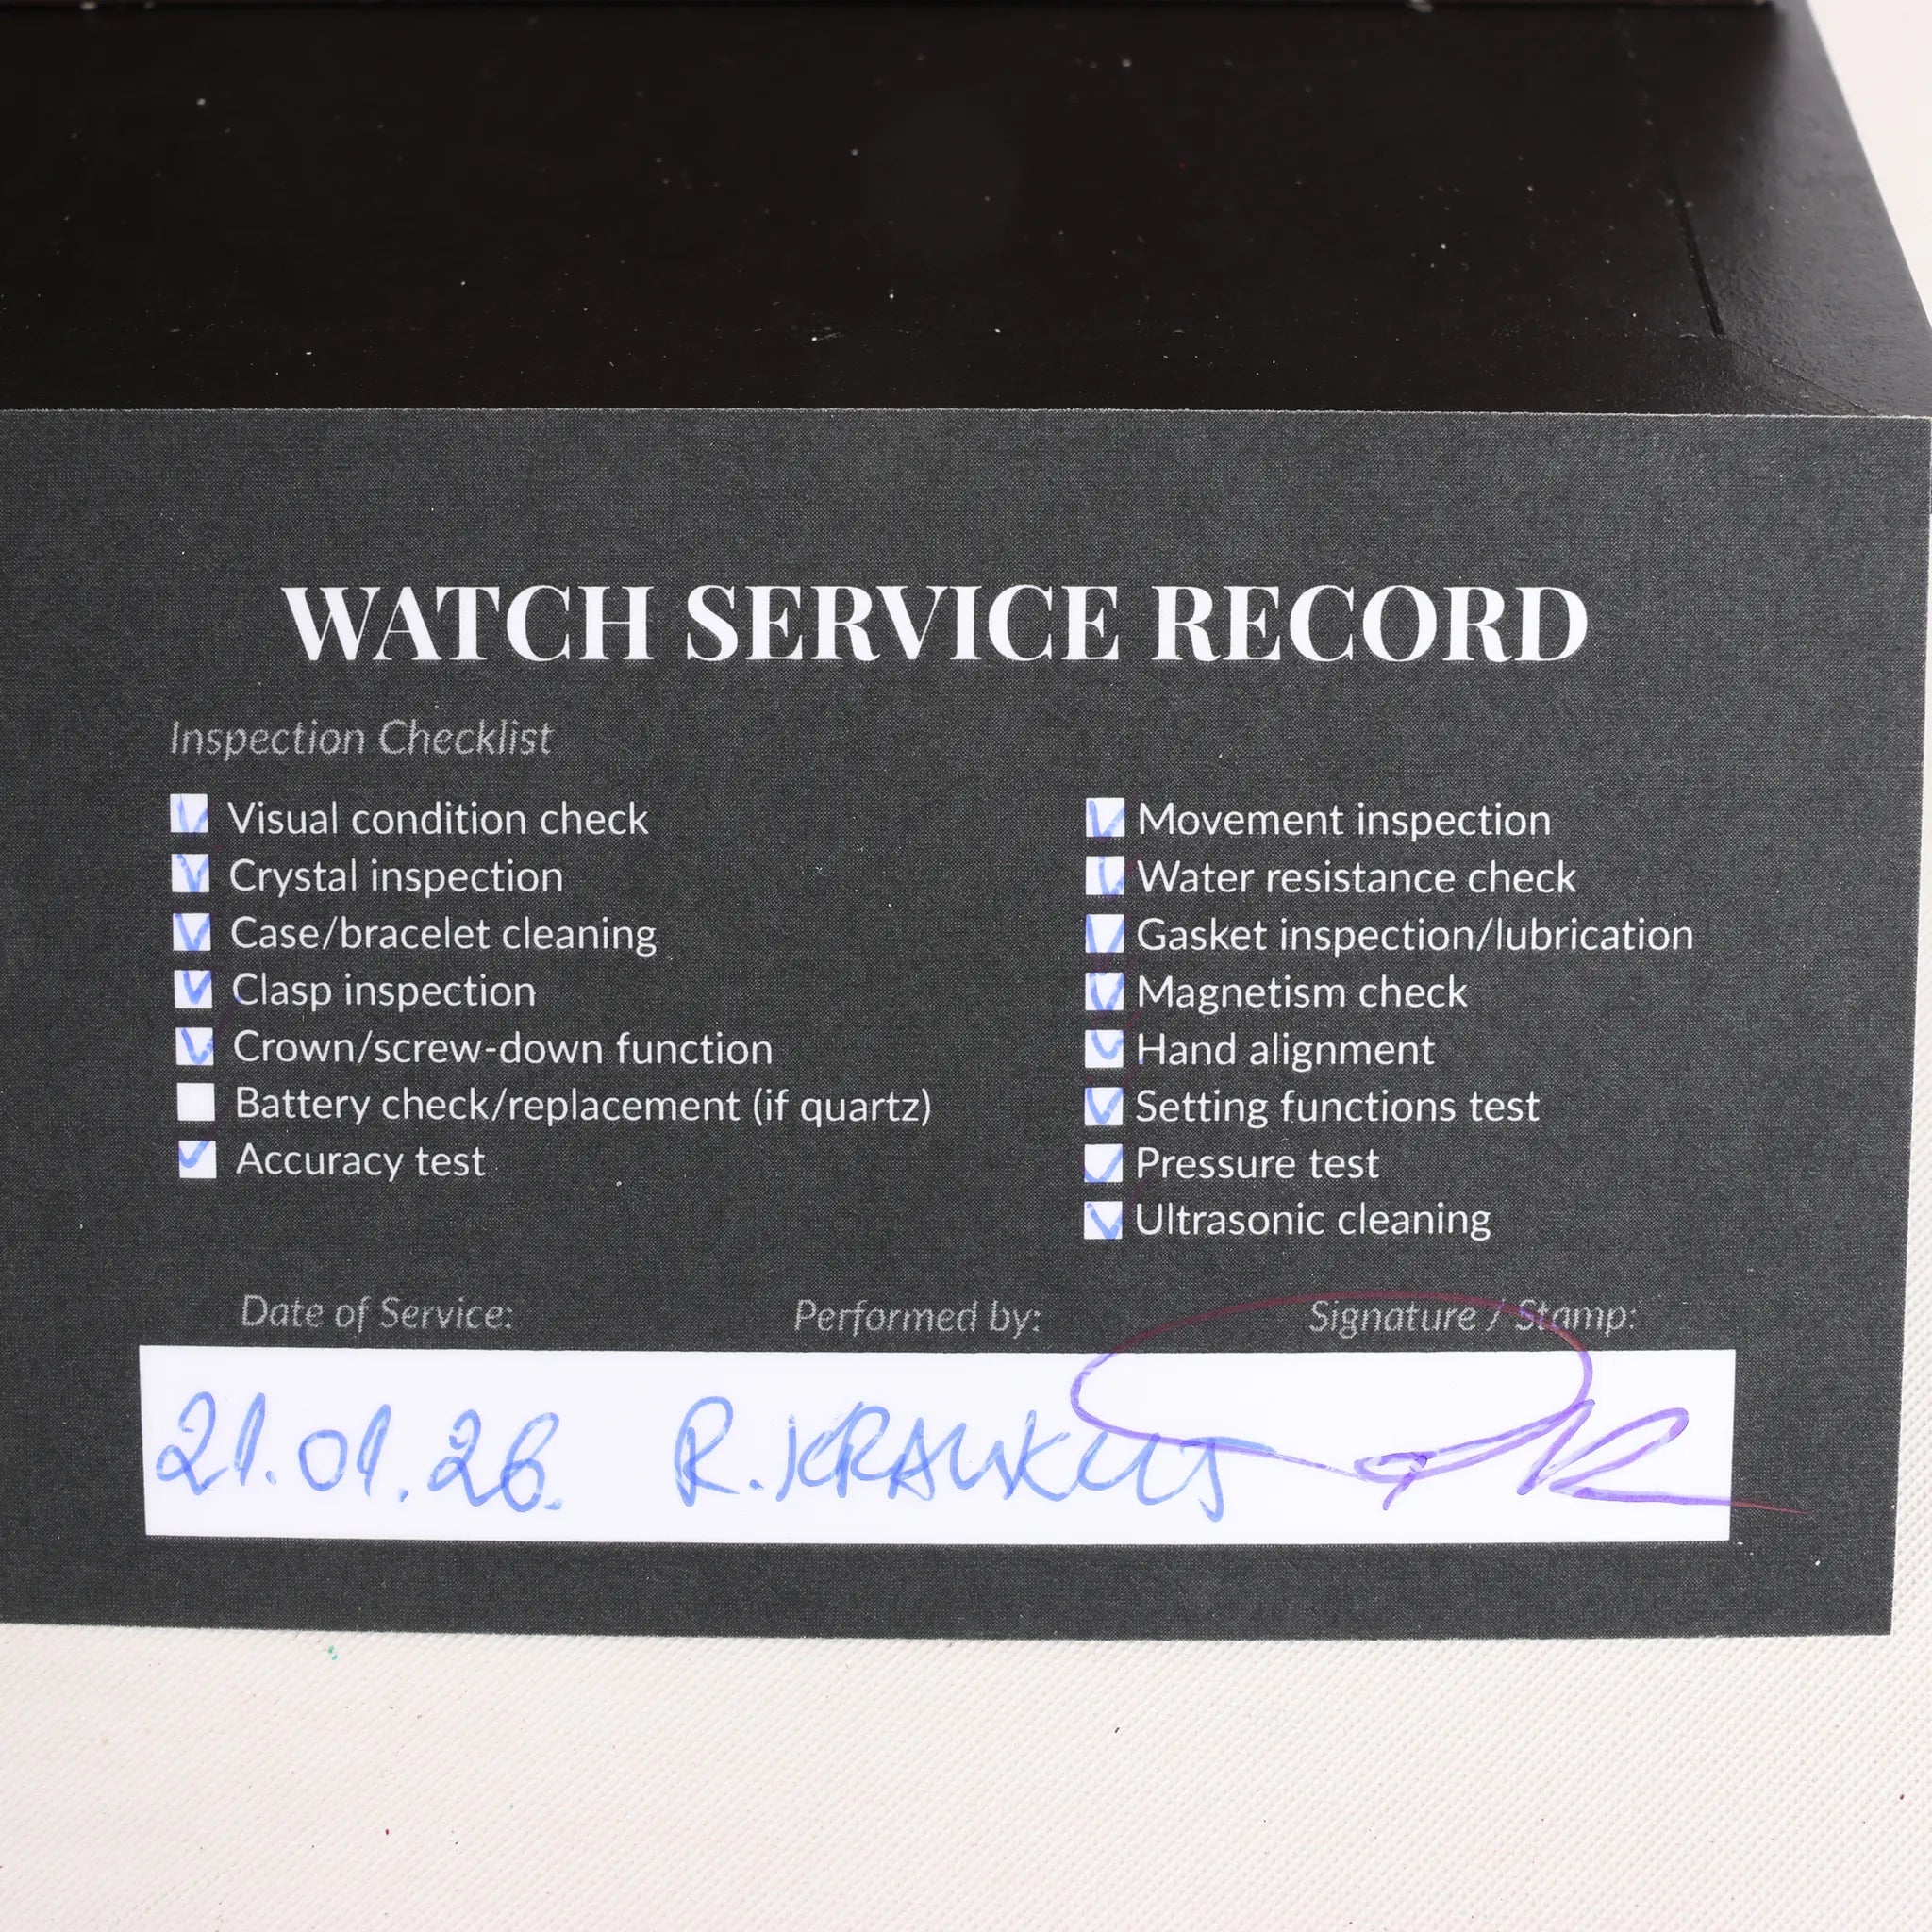 WATCH SERVICE RECORD
Inspection Checklist
Visual condition check
Crystal inspection
Case/bracelet cleaning
Clasp inspection
Crown/screw-down function
Battery check/replacement (if quartz)
Accuracy test
Movement inspection
Water resistance check
Gasket inspection/lubrication
Magnetism check
Hand alignment
Setting functions test
Pressure test
Ultrasonic cleaning
Date of Service: Performed by: Signature / Stamp:
21.01.26. R.